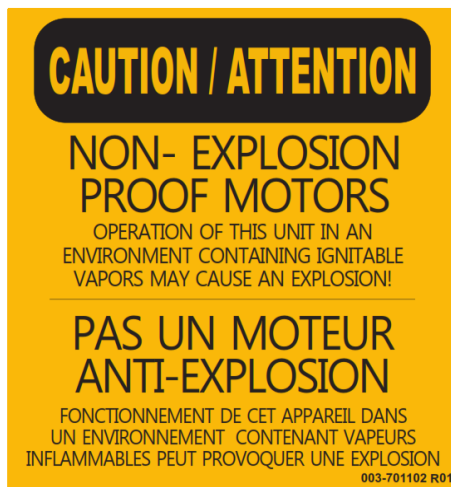 CAUTION / ATTENTION
NON- EXPLOSION
PROOF MOTORS
OPERATION OF THIS UNIT IN AN
ENVIRONMENT CONTAINING IGNITABLE
VAPORS MAY CAUSE AN EXPLOSION!
PAS UN MOTEUR
ANTI-EXPLOSION
FONCTIONNEMENT DE CET APPAREIL DANS
UN ENVIRONNEMENT CONTENANT VAPEURS
INFLAMMABLES PEUT PROVOQUER UNE EXPLOSION
003-701102 R01